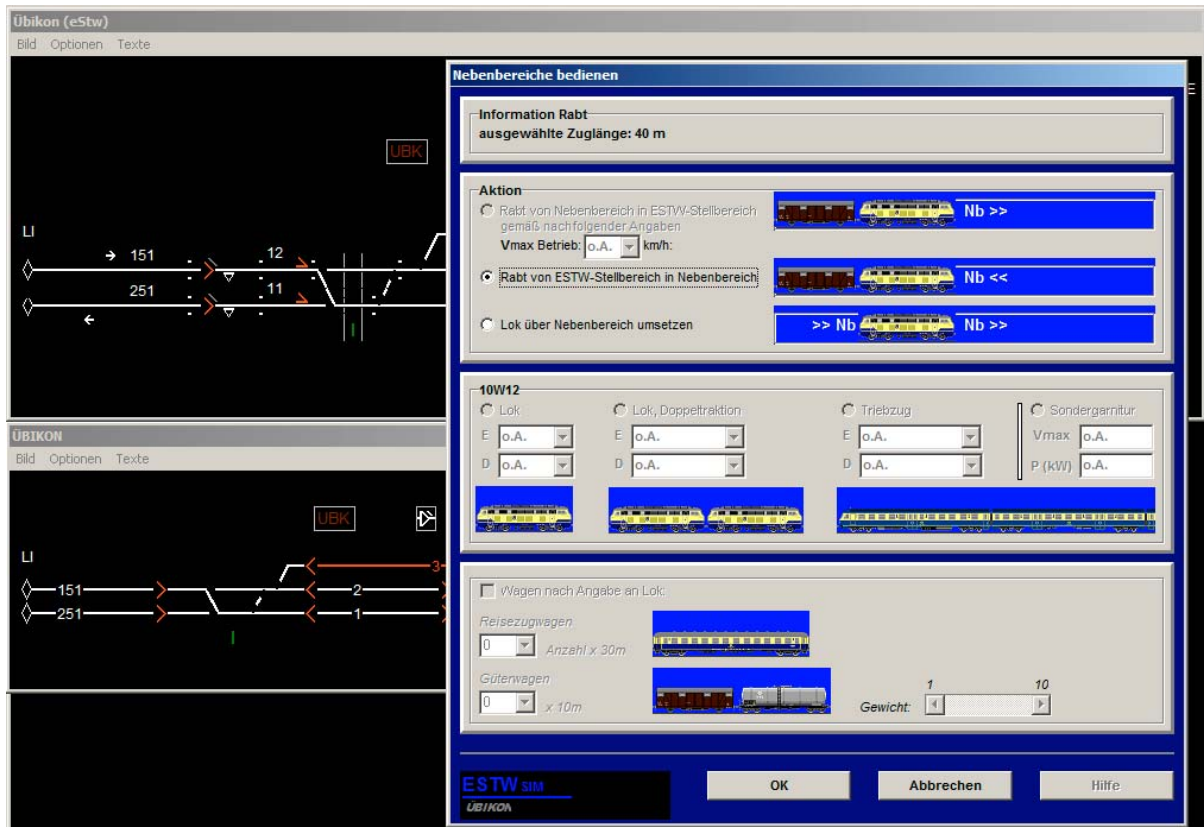 Übikon (eStw)
Bild Optionen Texte
E
UBK
LI
151
12
251
11
ÜBIKON
Bild Optionen Texte
UBK
LI
151
3
2
251
1
Nebenbereiche bedienen
Information Rabt
ausgewählte Zuglänge: 40 m
Aktion
Rabt von Nebenbereich in ESTW-Stellbereich
gemäß nachfolgender Angaben
Nb >>
Vmax Betrieb: o.A. km/h:
Rabt von ESTW-Stellbereich in Nebenbereich
Nb <<
Lok über Nebenbereich umsetzen
>> Nb Nb >>
10W12
Lok Lok, Doppeltraktion Triebzug Sondergarnitur
E o.A. E o.A. E o.A. Vmax o.A.
D o.A. D o.A. D o.A. P (kW) o.A.
Wagen nach Angabe an Lok:
Reisezugwagen
0 Anzahl x 30m
Güterwagen
0 x 10m
1 10
Gewicht:
ESTW SIM
ÜBIKON
OK Abbrechen Hilfe